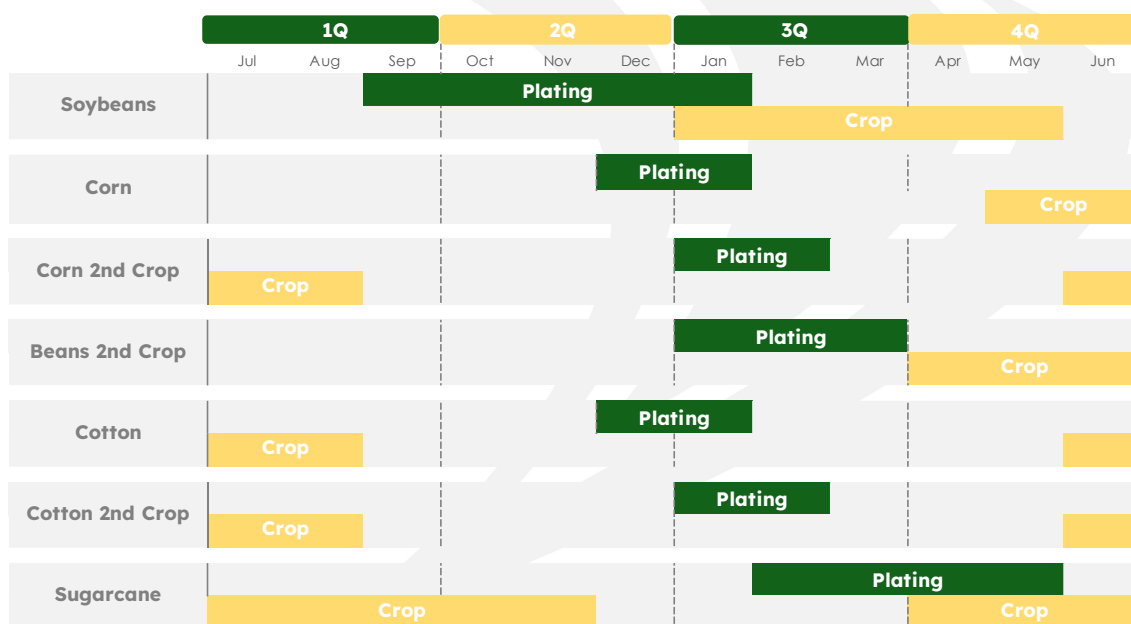 1Q 2Q 3Q 4Q
Jul Aug Sep Oct Nov Dec Jan Feb Mar Apr May Jun
Soybeans
Plating
Crop
Corn
Plating
Crop
Corn 2nd Crop
Plating
Crop
Beans 2nd Crop
Plating
Crop
Cotton
Plating
Crop
Cotton 2nd Crop
Plating
Crop
Sugarcane
Plating
Crop Crop